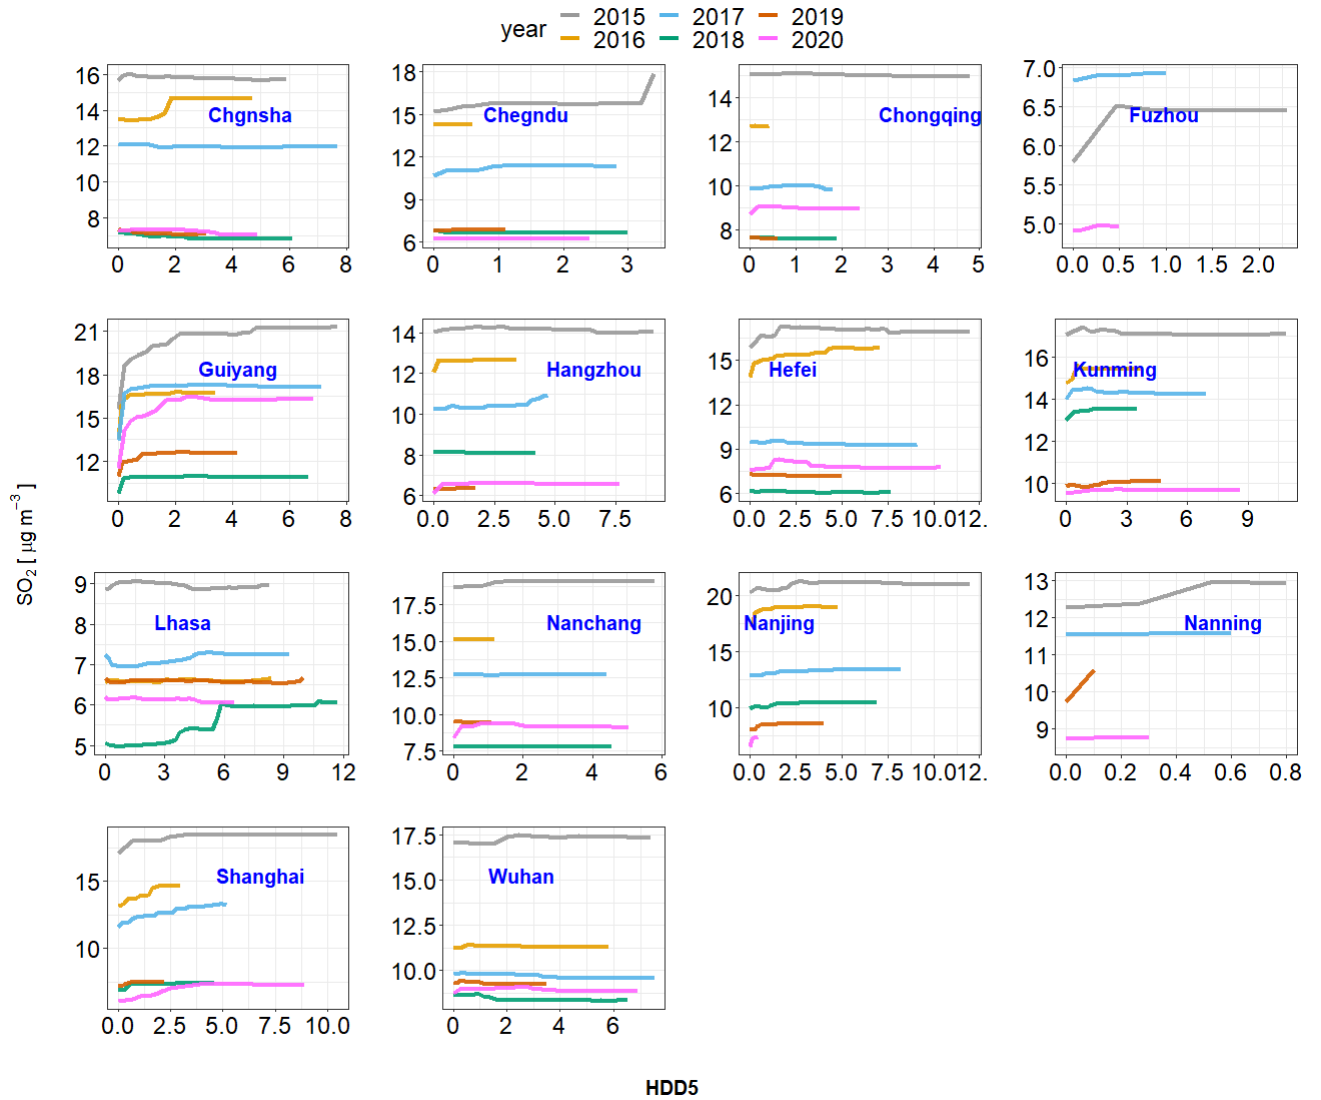 year 2015 2017 2019
2016 2018 2020
16 14 12 10 8
Chgnsha
0 2 4 6 8
18 15 12 9 6
Chegndu
0 1 2 3
14 12 10 8
Chongqing
0 1 2 3 4 5
7.0 6.5 6.0 5.5 5.0
Fuzhou
0.0 0.5 1.0 1.5 2.0
21 18 15 12
Guiyang
0 2 4 6 8
14 12 10 8 6
Hangzhou
0.0 2.5 5.0 7.5
15 12 9 6
Hefei
0.0 2.5 5.0 7.5 10.012.
16 14 12 10
Kunming
0 3 6 9
SO₂ [ µg m⁻³ ]
9 8 7 6 5
Lhasa
0 3 6 9 12
17.5 15.0 12.5 10.0 7.5
Nanchang
0 2 4 6
20 15 10
Nanjing
0.0 2.5 5.0 7.5 10.012.
13 12 11 10 9
Nanning
0.0 0.2 0.4 0.6 0.8
15 10
Shanghai
0.0 2.5 5.0 7.5 10.0
17.5 15.0 12.5 10.0
Wuhan
0 2 4 6
HDD5